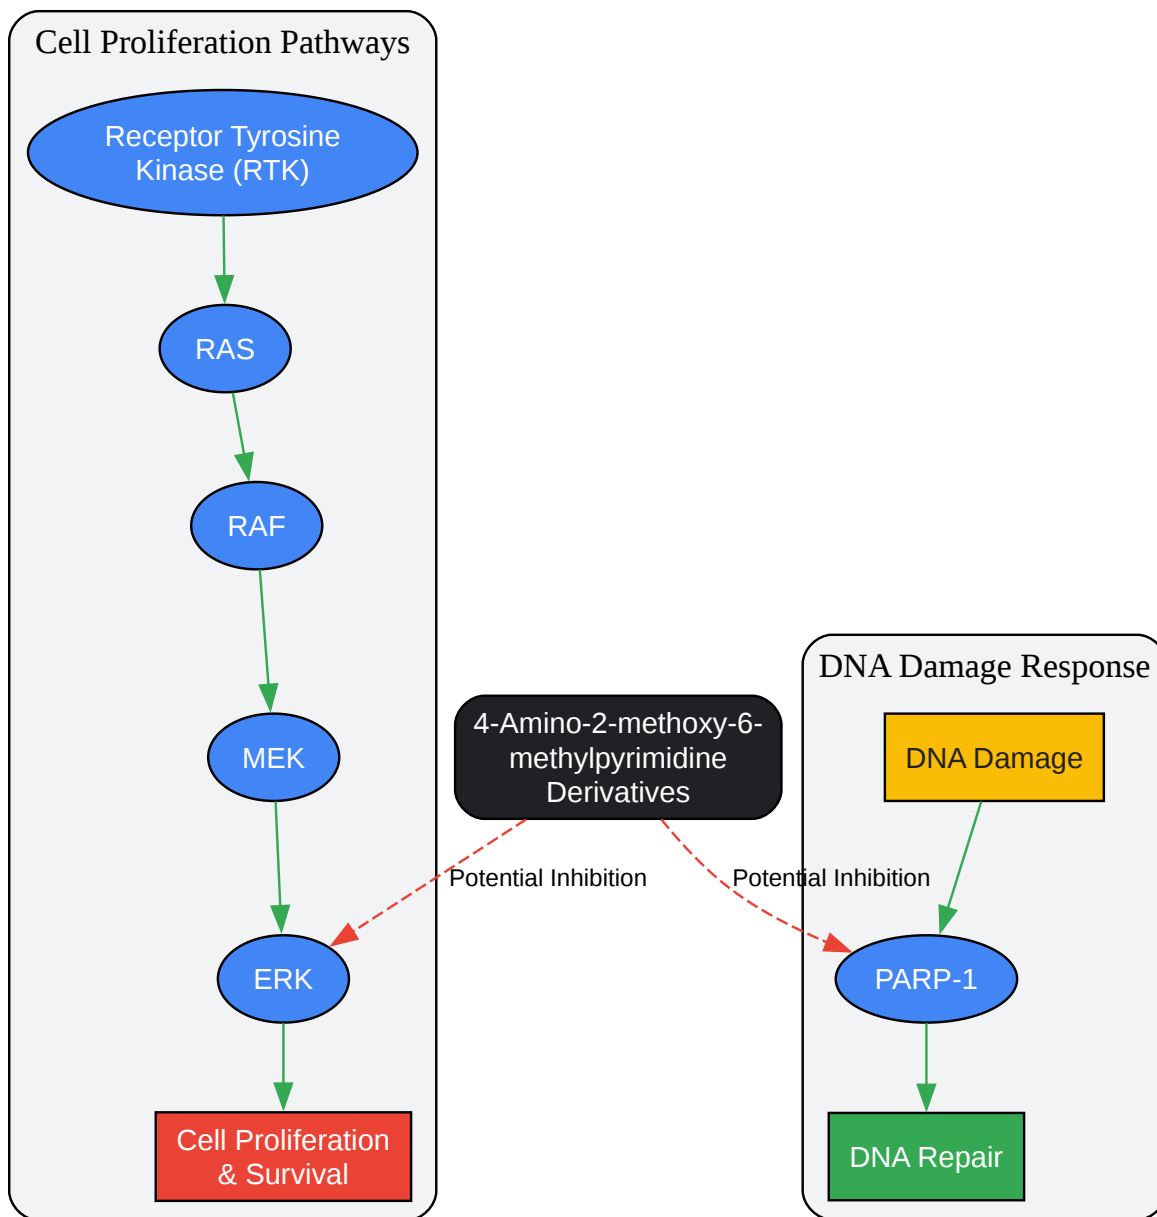 Cell Proliferation Pathways
Receptor Tyrosine
Kinase (RTK)
RAS
RAF
MEK
ERK
Cell Proliferation
& Survival
4-Amino-2-methoxy-6-
methylpyrimidine
Derivatives
Potential Inhibition
Potential Inhibition
DNA Damage Response
DNA Damage
PARP-1
DNA Repair